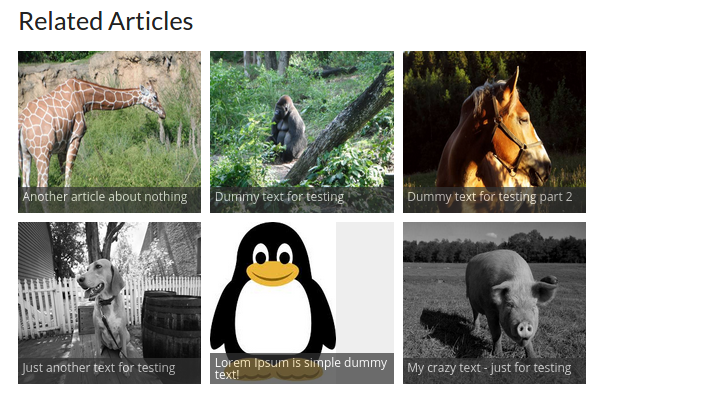 Related Articles
Another article about nothing
Dummy text for testing
Dummy text for testing part 2
Just another text for testing
Lorem Ipsum is simple dummy
text!
My crazy text - just for testing